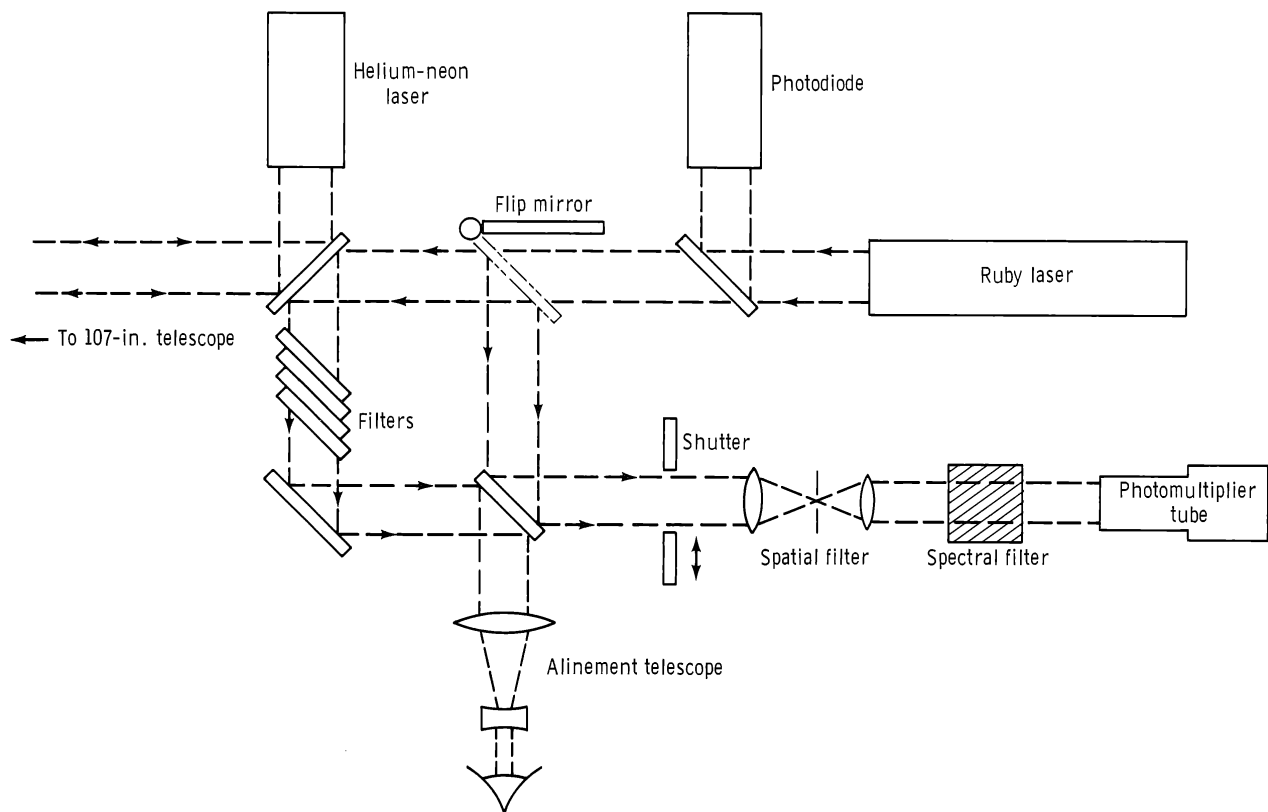 Helium-neon
laser
Photodiode
Flip mirror
Ruby laser
To 107-in. telescope
Filters
Shutter
Photomultiplier
tube
Spatial filter
Spectral filter
Alinement telescope